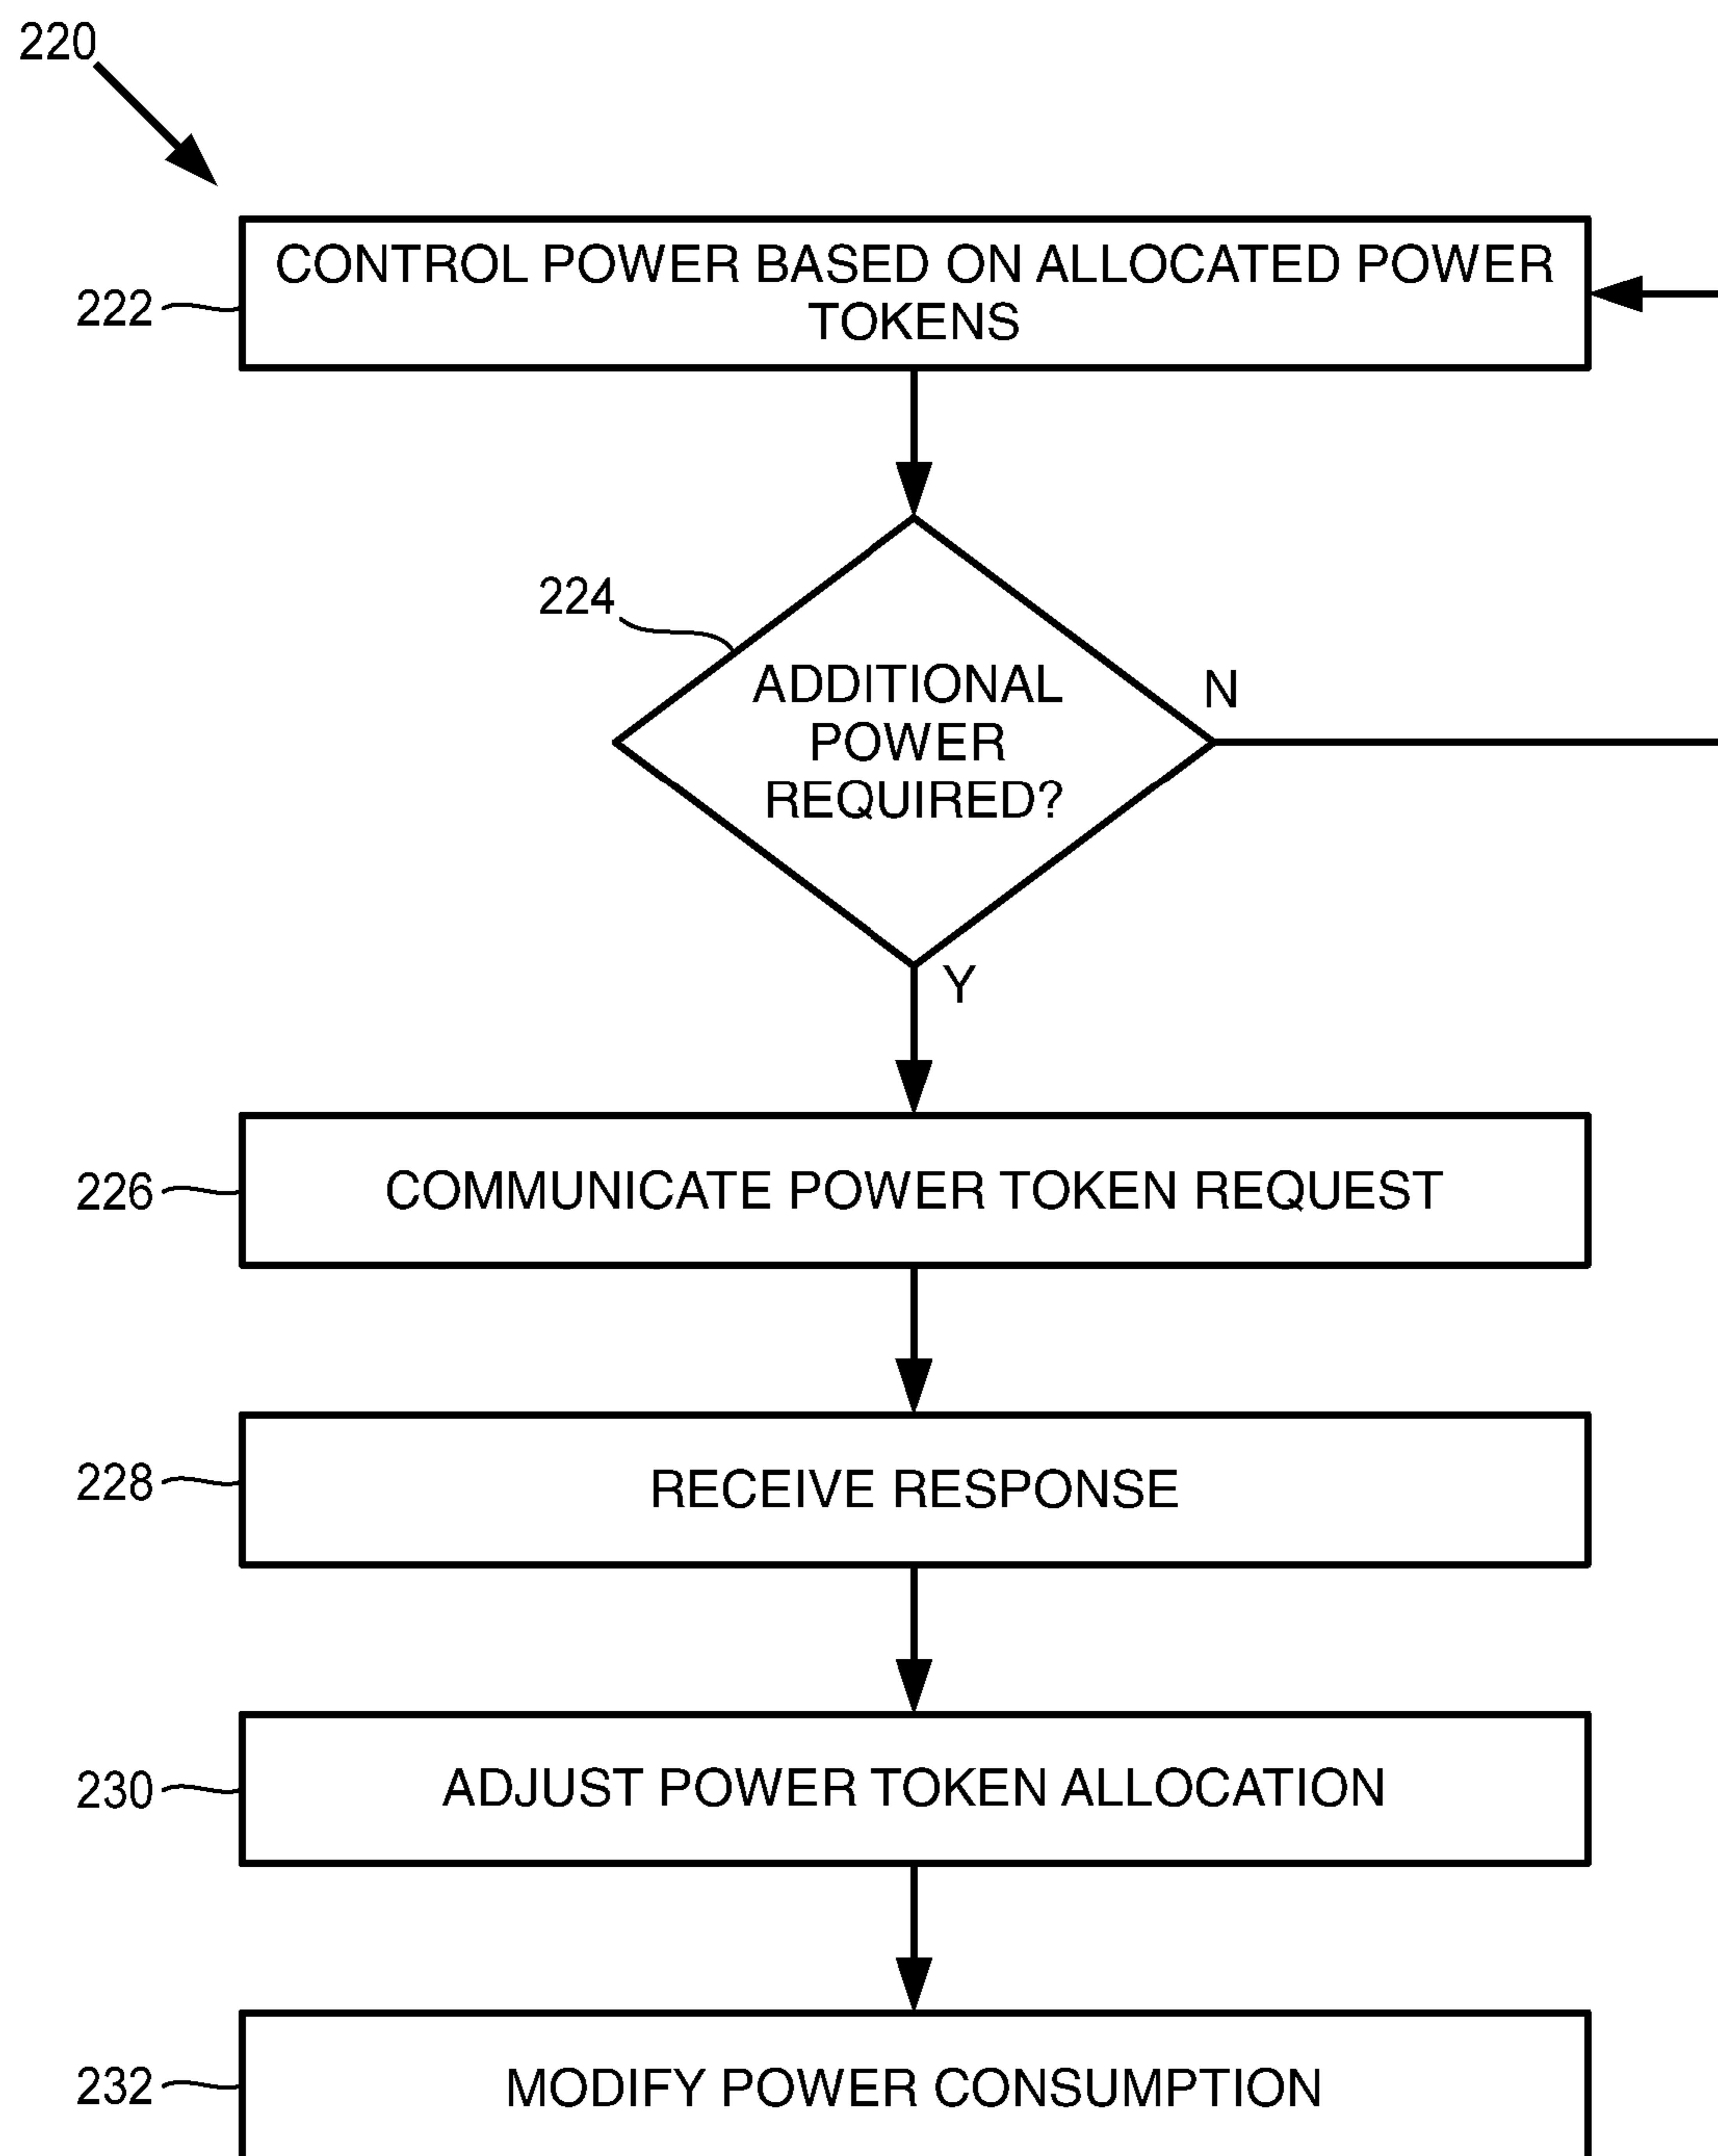 220
222
CONTROL POWER BASED ON ALLOCATED POWER
TOKENS
224
ADDITIONAL
POWER
REQUIRED?
N
Y
226
COMMUNICATE POWER TOKEN REQUEST
228
RECEIVE RESPONSE
230
ADJUST POWER TOKEN ALLOCATION
232
MODIFY POWER CONSUMPTION